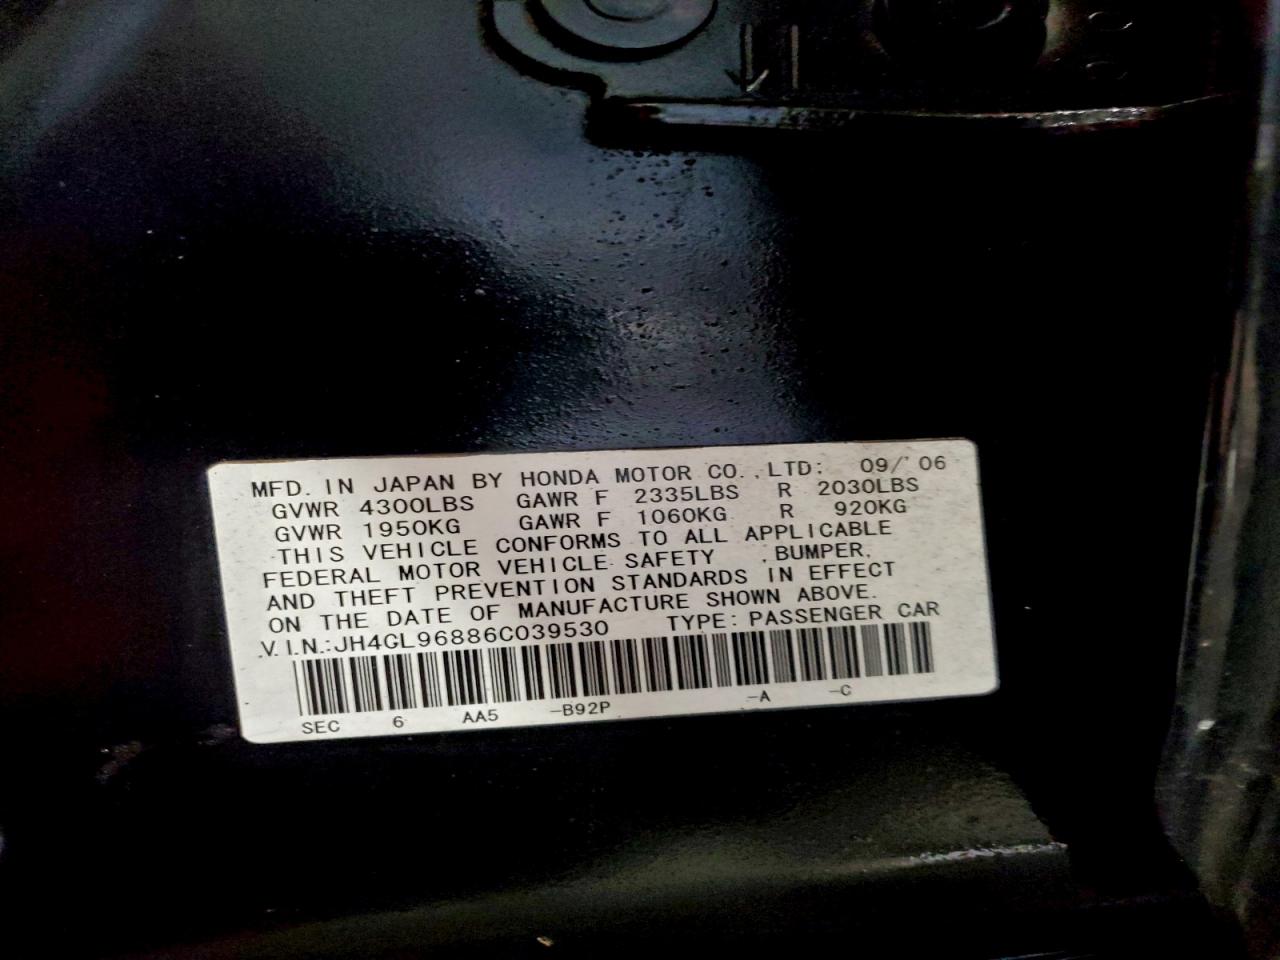 MFD. IN JAPAN BY HONDA MOTOR CO., LTD: 09/'06
GVWR 4300LBS GAWR F 2335LBS R 2030LBS
GVWR 1950KG GAWR F 1060KG R 920KG
THIS VEHICLE CONFORMS TO ALL APPLICABLE
FEDERAL MOTOR VEHICLE SAFETY , BUMPER,
AND THEFT PREVENTION STANDARDS IN EFFECT
ON THE DATE OF MANUFACTURE SHOWN ABOVE.
V.I.N.:JH4CL96886C039530 TYPE: PASSENGER CAR
SEC 6 AA5 -B92P -A -C